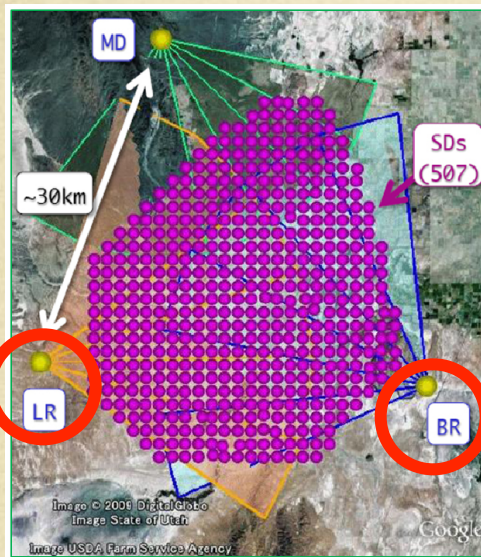 MD
SDs
(507)
~30km
LR
BR
Image © 2009 DigitalGlobe
Image State of Utah
Image USDA Farm Service Agency
Google